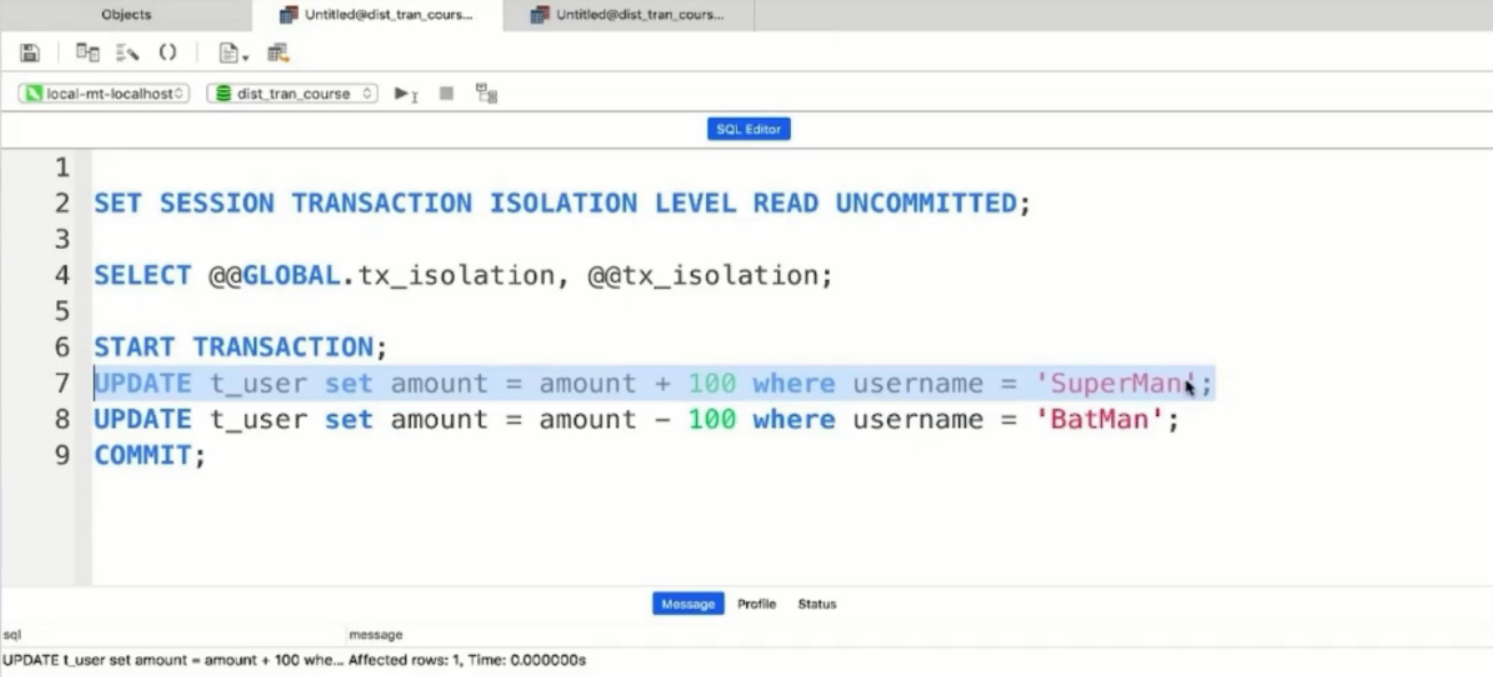 Objects
Untitled@dist_tran_cours...
Untitled@dist_tran_cours...
local-mt-localhost
dist_tran_course
SQL Editor
1
2 SET SESSION TRANSACTION ISOLATION LEVEL READ UNCOMMITTED;
3
4 SELECT @@GLOBAL.tx_isolation, @@tx_isolation;
5
6 START TRANSACTION;
7 UPDATE t_user set amount = amount + 100 where username = 'SuperMan';
8 UPDATE t_user set amount = amount - 100 where username = 'BatMan';
9 COMMIT;
Message Profile Status
sql message
UPDATE t_user set amount = amount + 100 whe... Affected rows: 1, Time: 0.000000s